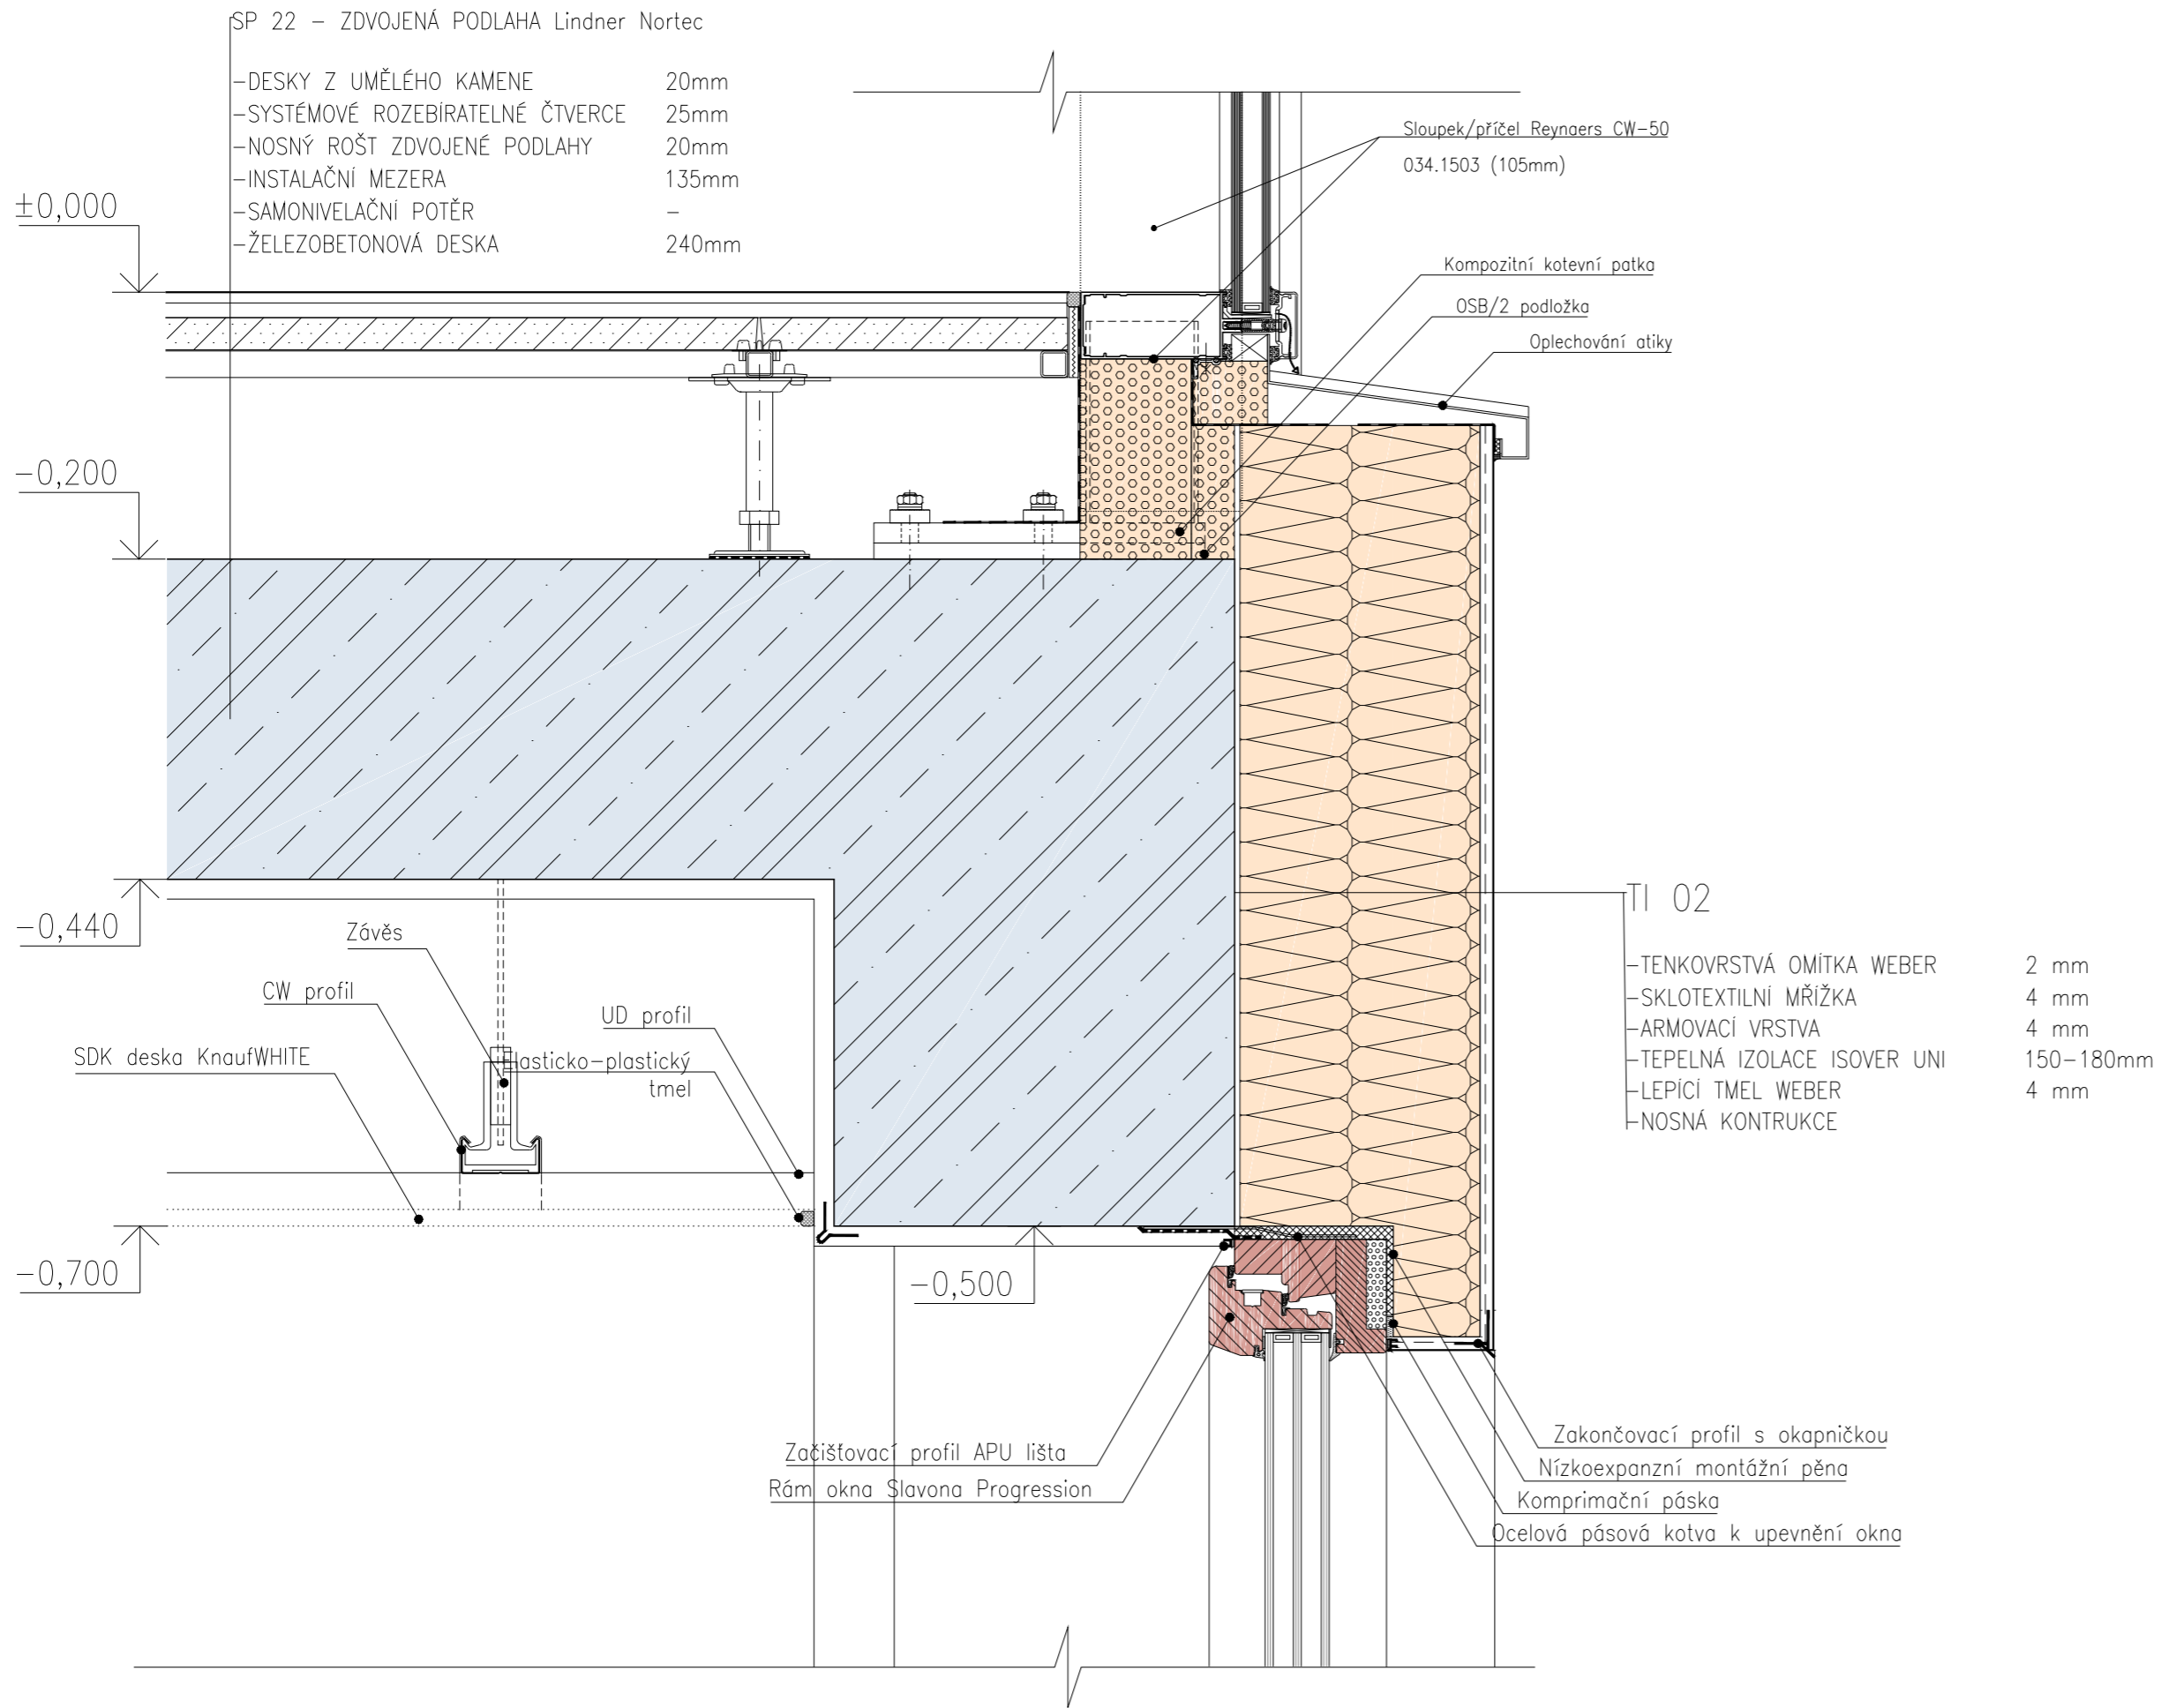 SP 22 - ZDVOJENÁ PODLAHA Lindner Nortec
-DESKY Z UMĚLÉHO KAMENE 20mm
-SYSTÉMOVÉ ROZEBÍRATELNÉ ČTVERCE 25mm
-NOSNÝ ROŠT ZDVOJENÉ PODLAHY 20mm
-INSTALAČNÍ MEZERA 135mm
-SAMONIVELAČNÍ POTĚR -
-ŽELEZOBETONOVÁ DESKA 240mm
Sloupek/příčel Reynaers CW-50
034.1503 (105mm)
±0,000
Kompozitní kotevní patka
OSB/2 podložka
Oplechování atiky
-0,200
-0,440
TI 02
-TENKOVRSTVÁ OMÍTKA WEBER 2 mm
-SKLOTEXTILNÍ MŘÍŽKA 4 mm
-ARMOVACÍ VRSTVA 4 mm
-TEPELNÁ IZOLACE ISOVER UNI 150-180mm
-LEPÍCÍ TMEL WEBER 4 mm
-NOSNÁ KONTRUKCE
Závěs
CW profil
UD profil
SDK deska KnaufWHITE
Elasticko-plastický
tmel
-0,700
-0,500
Začišťovací profil APU lišta
Rám okna Slavona Progression
Zakončovací profil s okapničkou
Nízkoexpanzní montážní pěna
Komprimační páska
Ocelová pásová kotva k upevnění okna